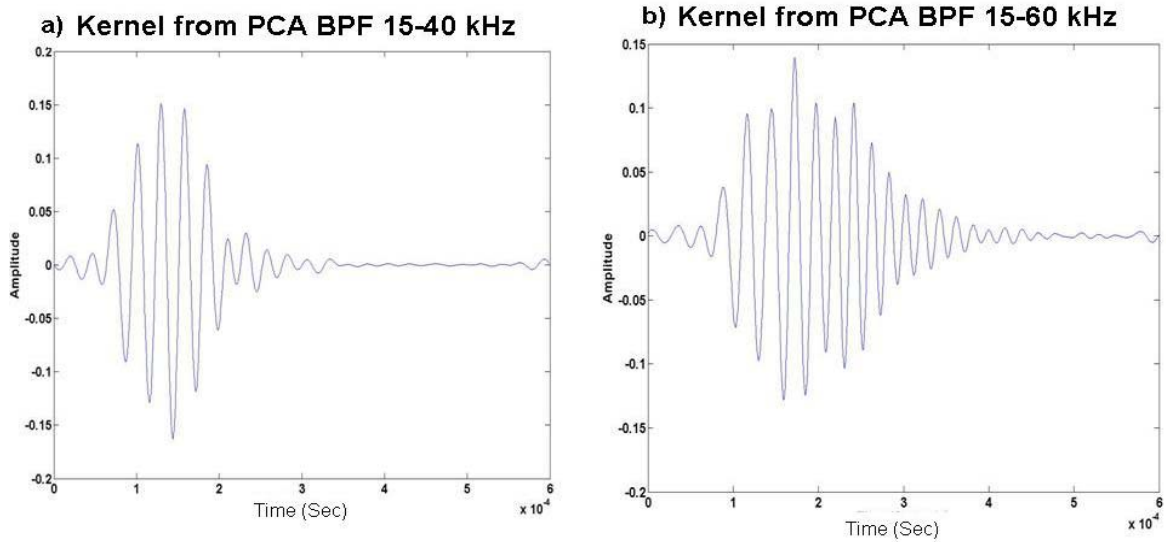 a) Kernel from PCA BPF 15-40 kHz
0.2
0.15
0.1
0.05
0
-0.05
-0.1
-0.15
-0.2
Amplitude
0 1 2 3 4 5 6
x 10^-4
Time (Sec)
b) Kernel from PCA BPF 15-60 kHz
0.15
0.1
0.05
0
-0.05
-0.1
-0.15
-0.2
Amplitude
0 1 2 3 4 5 6
x 10^-4
Time (Sec)